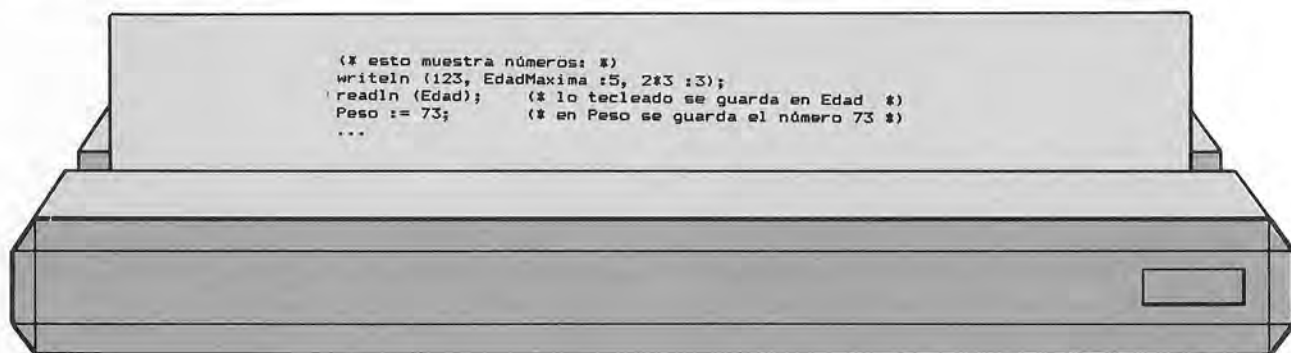 (* esto muestra números: *)
writeln (123, EdadMaxima :5, 2*3 :3);
readln (Edad);    (* lo tecleado se guarda en Edad  *)
Peso := 73;       (* en Peso se guarda el número 73 *)
...